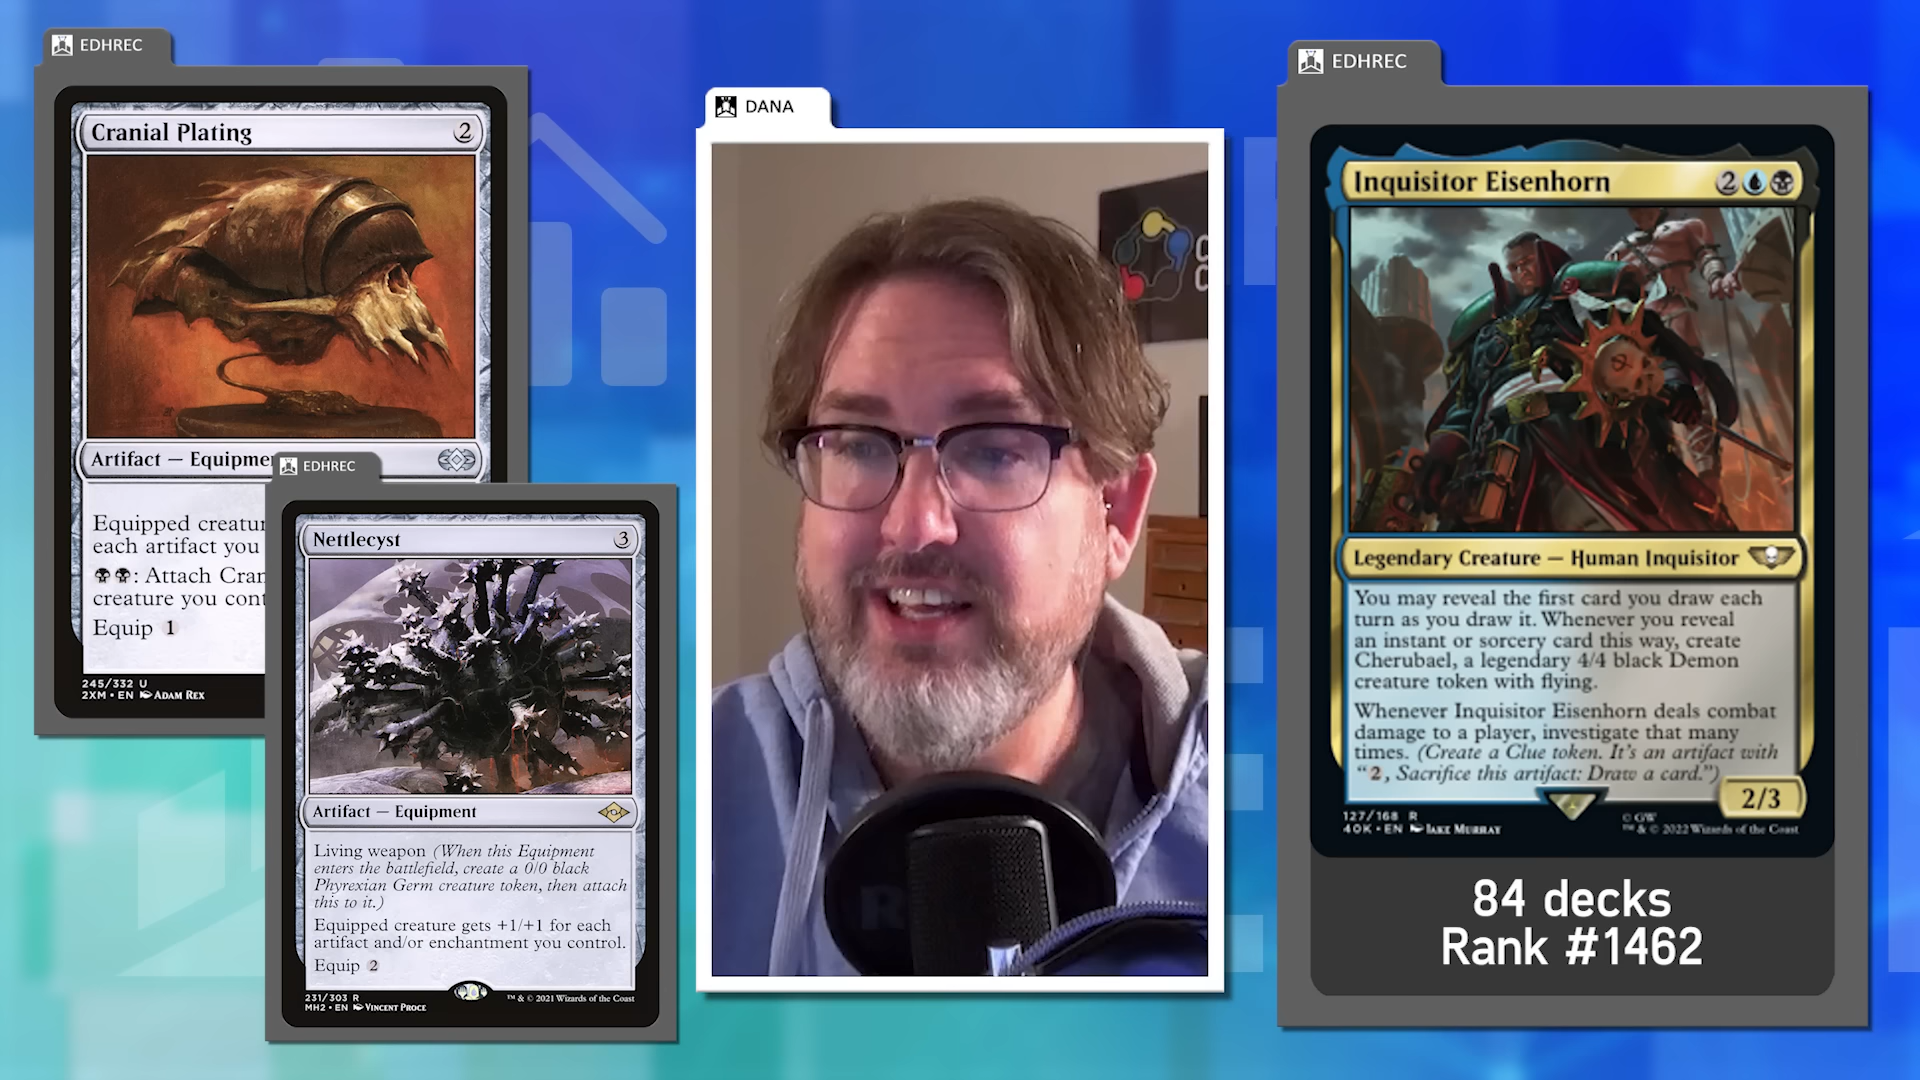 EDHREC
Cranial Plating 2
Artifact — Equipme
Equipped creatur
each artifact you
: Attach Cran
creature you cont
Equip 1
245/332 U
2XM • EN ADAM REX
EDHREC
Nettlecyst 3
Artifact — Equipment
Living weapon (When this Equipment
enters the battlefield, create a 0/0 black
Phyrexian Germ creature token, then attach
this to it.)
Equipped creature gets +1/+1 for each
artifact and/or enchantment you control.
Equip 2
231/303 R
MH2 • EN VINCENT PROCE
™ & © 2021 Wizards of the Coast
DANA
EDHREC
Inquisitor Eisenhorn 2
Legendary Creature — Human Inquisitor
You may reveal the first card you draw each
turn as you draw it. Whenever you reveal
an instant or sorcery card this way, create
Cherubael, a legendary 4/4 black Demon
creature token with flying.
Whenever Inquisitor Eisenhorn deals combat
damage to a player, investigate that many
times. (Create a Clue token. It's an artifact with
"2, Sacrifice this artifact: Draw a card.")
2/3
127/168 R
40K • EN JAKE MURRAY
© GW
™ & © 2022 Wizards of the Coast
84 decks
Rank #1462